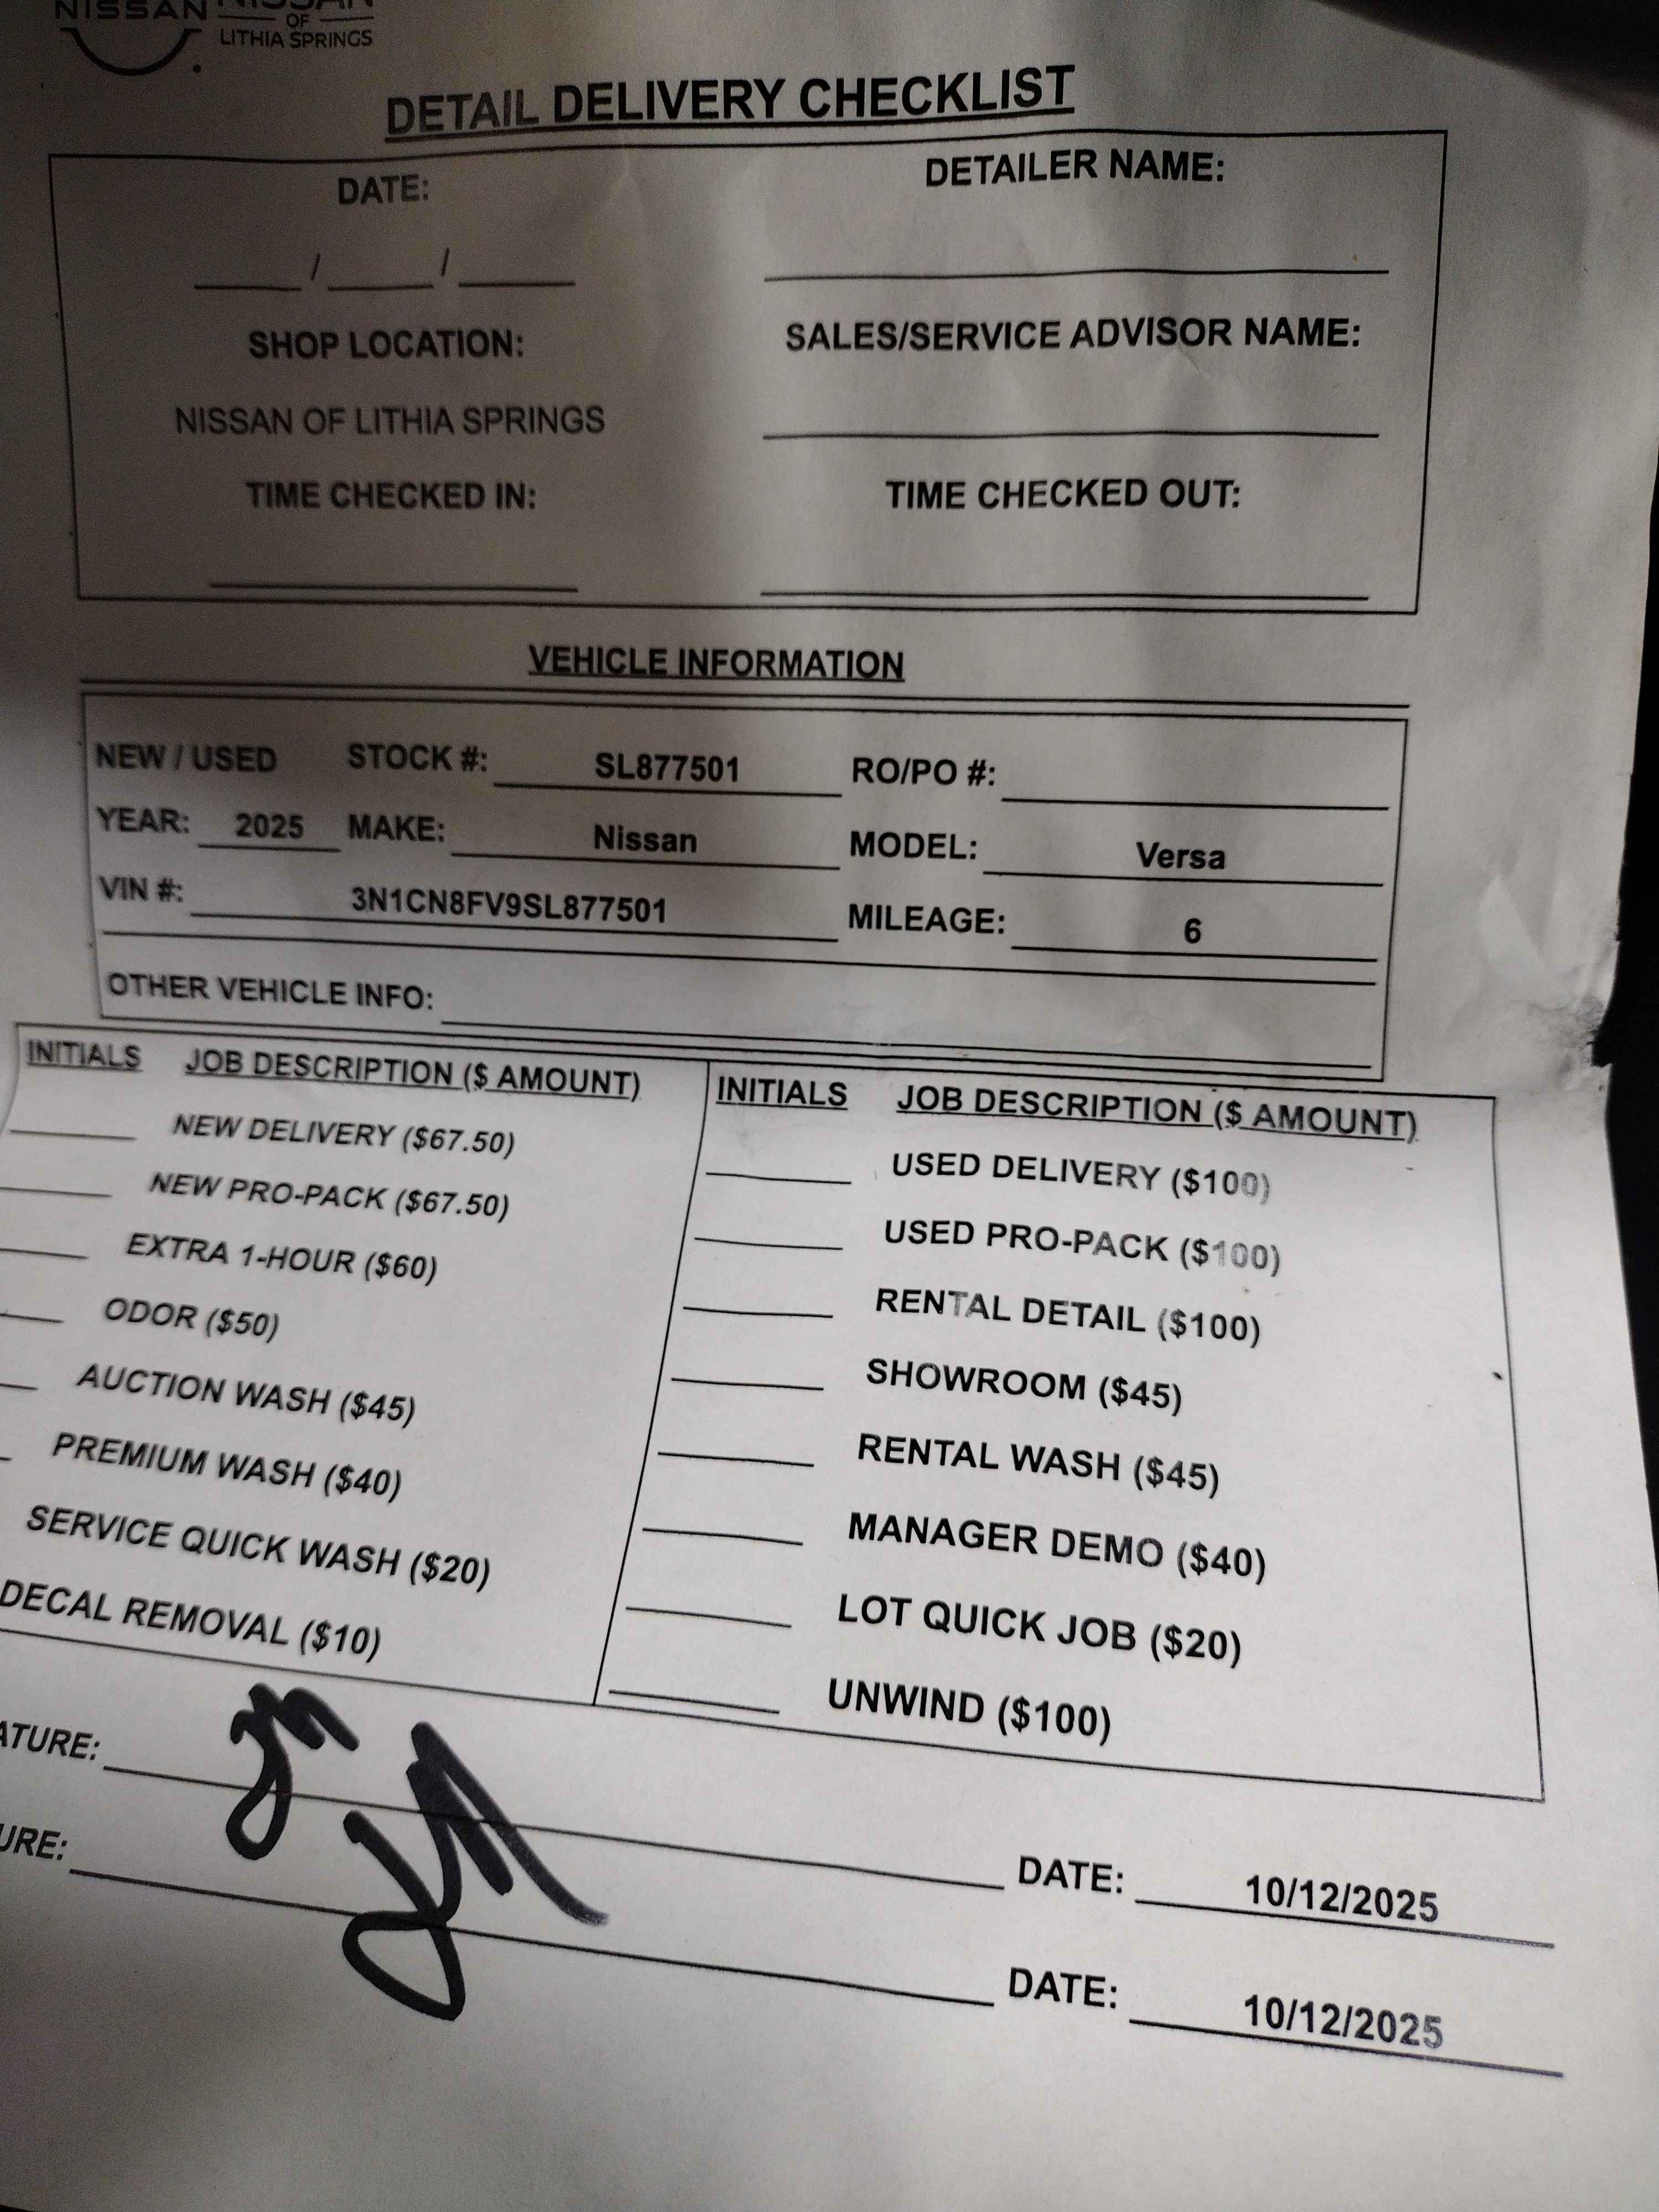 NISSAN NISSAN
OF
LITHIA SPRINGS
DETAIL DELIVERY CHECKLIST
DATE: DETAILER NAME:
____/____/____
SHOP LOCATION: SALES/SERVICE ADVISOR NAME:
NISSAN OF LITHIA SPRINGS
TIME CHECKED IN: TIME CHECKED OUT:
VEHICLE INFORMATION
NEW / USED STOCK #: SL877501 RO/PO #:
YEAR: 2025 MAKE: Nissan MODEL: Versa
VIN #: 3N1CN8FV9SL877501 MILEAGE: 6
OTHER VEHICLE INFO:
INITIALS JOB DESCRIPTION ($ AMOUNT) INITIALS JOB DESCRIPTION ($ AMOUNT)
NEW DELIVERY ($67.50) USED DELIVERY ($100)
NEW PRO-PACK ($67.50) USED PRO-PACK ($100)
EXTRA 1-HOUR ($60) RENTAL DETAIL ($100)
ODOR ($50) SHOWROOM ($45)
AUCTION WASH ($45) RENTAL WASH ($45)
PREMIUM WASH ($40) MANAGER DEMO ($40)
SERVICE QUICK WASH ($20) LOT QUICK JOB ($20)
DECAL REMOVAL ($10) UNWIND ($100)
ATURE: DATE: 10/12/2025
URE: DATE: 10/12/2025